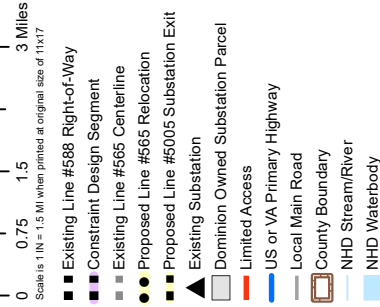 0 0.75 1.5 3 Miles
Scale is 1 IN = 1.5 MI when printed at original size of 11x17
Existing Line #588 Right-of-Way
Constraint Design Segment
Existing Line #565 Centerline
Proposed Line #565 Relocation
Proposed Line #5005 Substation Exit
Existing Substation
Dominion Owned Substation Parcel
Limited Access
US or VA Primary Highway
Local Main Road
County Boundary
NHD Stream/River
NHD Waterbody